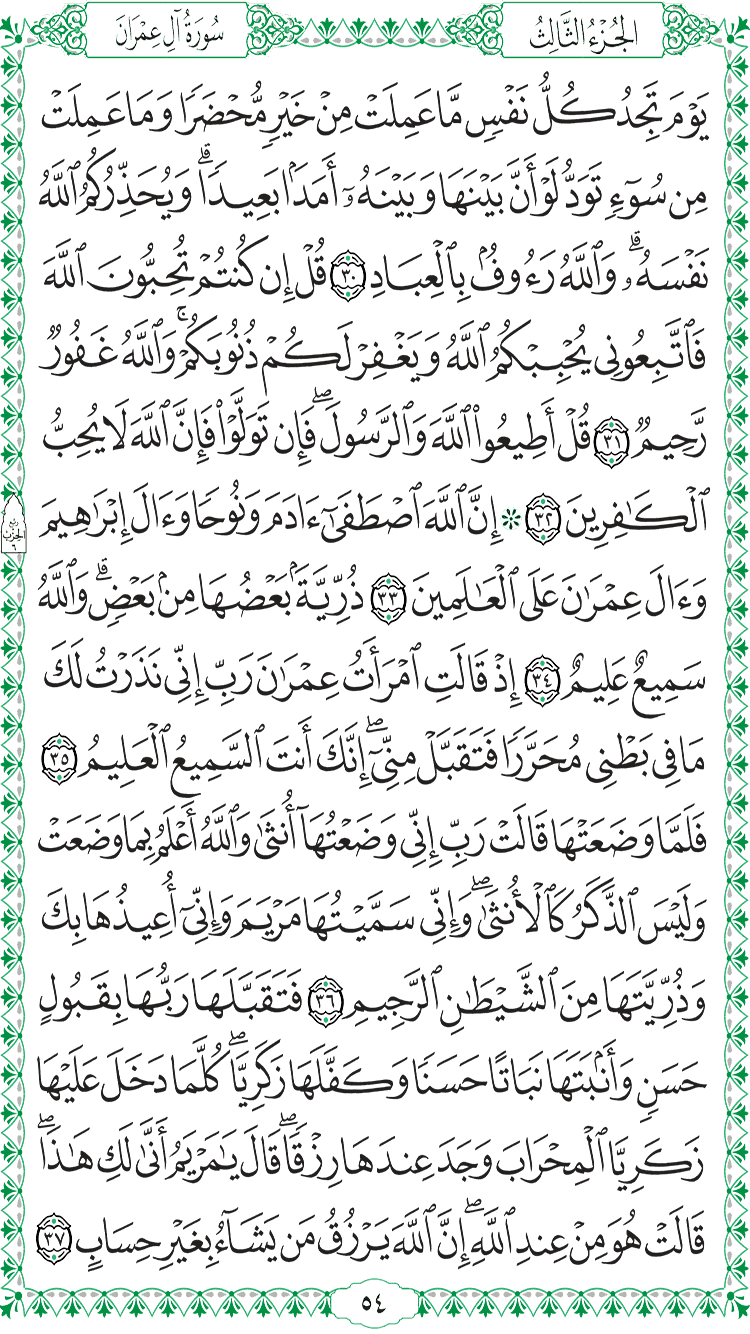 الجُزْءُ الثَّالِثُ
سُورَةُ آلِ عِمْرَانَ
يَوْمَ تَجِدُ كُلُّ نَفْسٖ مَّا عَمِلَتْ مِنْ خَيْرٖ مُّحْضَرٗا وَمَا عَمِلَتْ
مِن سُوٓءٖ تَوَدُّ لَوْ أَنَّ بَيْنَهَا وَبَيْنَهُۥٓ أَمَدَۢا بَعِيدٗاۗ وَيُحَذِّرُكُمُ ٱللَّهُ
نَفْسَهُۥۗ وَٱللَّهُ رَءُوفُۢ بِٱلْعِبَادِ ٣٠ قُلْ إِن كُنتُمْ تُحِبُّونَ ٱللَّهَ
فَٱتَّبِعُونِي يُحْبِبْكُمُ ٱللَّهُ وَيَغْفِرْ لَكُمْ ذُنُوبَكُمْۚ وَٱللَّهُ غَفُورٞ
رَّحِيمٞ ٣١ قُلْ أَطِيعُوا۟ ٱللَّهَ وَٱلرَّسُولَۖ فَإِن تَوَلَّوْا۟ فَإِنَّ ٱللَّهَ لَا يُحِبُّ
ٱلْكَٰفِرِينَ ٣٢ ۞ إِنَّ ٱللَّهَ ٱصْطَفَىٰٓ ءَادَمَ وَنُوحٗا وَءَالَ إِبْرَٰهِيمَ
رُبْعُ الحِزْبِ ٦
وَءَالَ عِمْرَٰنَ عَلَى ٱلْعَٰلَمِينَ ٣٣ ذُرِّيَّةَۢ بَعْضُهَا مِنۢ بَعْضٖۗ وَٱللَّهُ
سَمِيعٌ عَلِيمٌ ٣٤ إِذْ قَالَتِ ٱمْرَأَتُ عِمْرَٰنَ رَبِّ إِنِّي نَذَرْتُ لَكَ
مَا فِي بَطْنِي مُحَرَّرٗا فَتَقَبَّلْ مِنِّيٓۖ إِنَّكَ أَنتَ ٱلسَّمِيعُ ٱلْعَلِيمُ ٣٥
فَلَمَّا وَضَعَتْهَا قَالَتْ رَبِّ إِنِّي وَضَعْتُهَآ أُنثَىٰ وَٱللَّهُ أَعْلَمُ بِمَا وَضَعَتْ
وَلَيْسَ ٱلذَّكَرُ كَٱلْأُنثَىٰۖ وَإِنِّي سَمَّيْتُهَا مَرْيَمَ وَإِنِّيٓ أُعِيذُهَا بِكَ
وَذُرِّيَّتَهَا مِنَ ٱلشَّيْطَٰنِ ٱلرَّجِيمِ ٣٦ فَتَقَبَّلَهَا رَبُّهَا بِقَبُولٍ
حَسَنٖ وَأَنۢبَتَهَا نَبَاتًا حَسَنٗا وَكَفَّلَهَا زَكَرِيَّاۖ كُلَّمَا دَخَلَ عَلَيْهَا
زَكَرِيَّا ٱلْمِحْرَابَ وَجَدَ عِندَهَا رِزْقٗاۖ قَالَ يَٰمَرْيَمُ أَنَّىٰ لَكِ هَٰذَاۖ
قَالَتْ هُوَ مِنْ عِندِ ٱللَّهِۖ إِنَّ ٱللَّهَ يَرْزُقُ مَن يَشَآءُ بِغَيْرِ حِسَابٍ ٣٧
٥٤